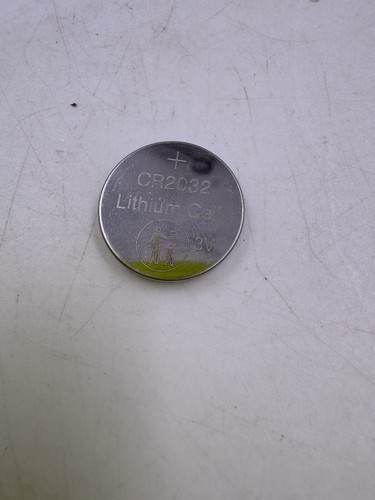 +
CR2032
Lithium Cell
3V